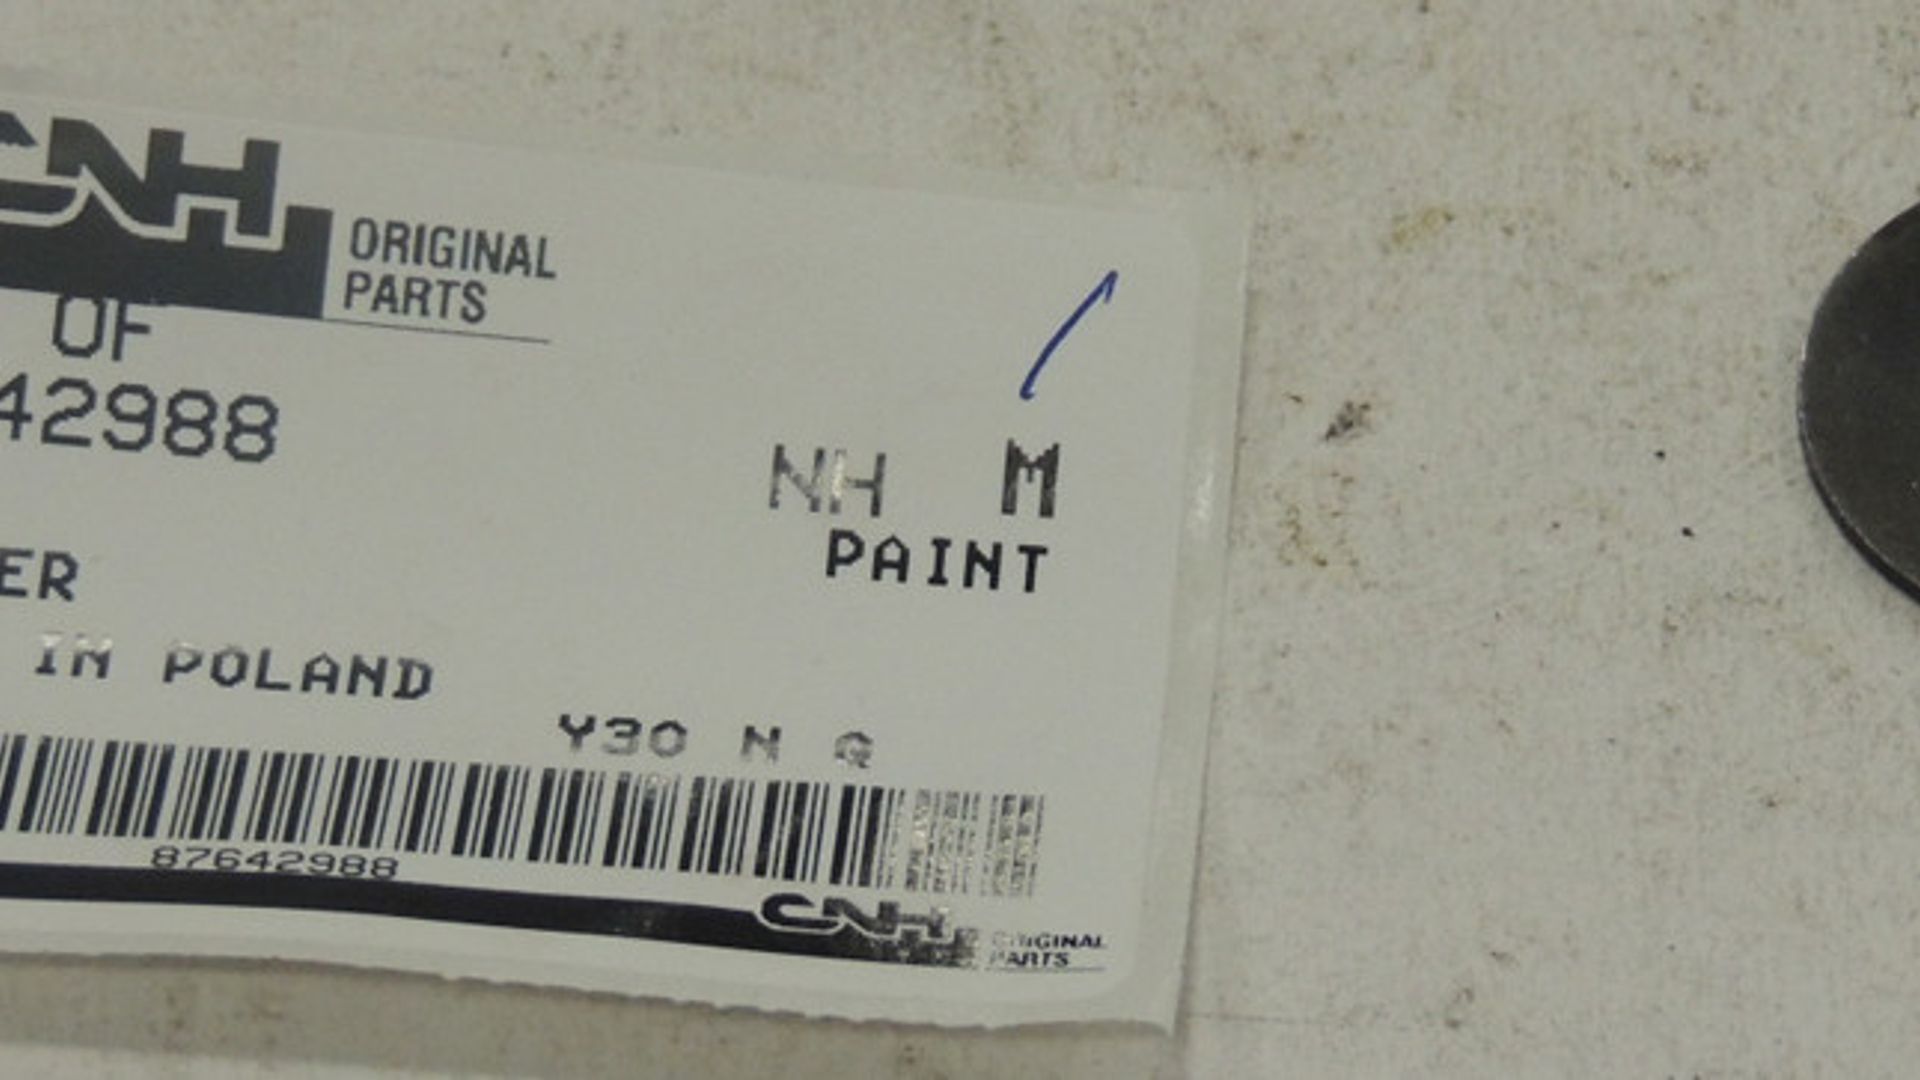 CNH
ORIGINAL
PARTS
OF
42988
NH M
PAINT
ER
IN POLAND
Y30 N Q
87642988
CNH
ORIGINAL
PARTS